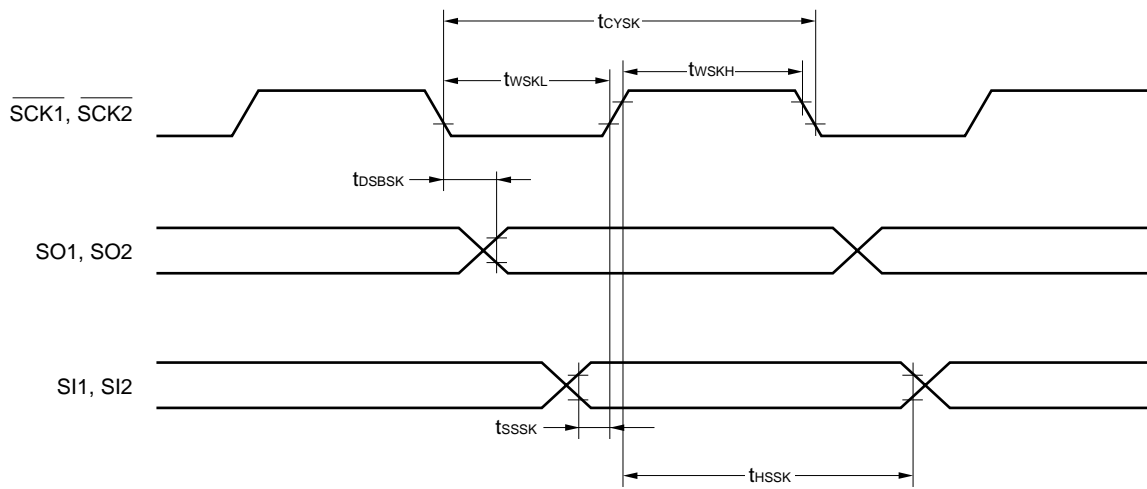 tCYSK
tWSKL
tWSKH
SCK1, SCK2
tDSBSK
SO1, SO2
SI1, SI2
tSSSK
tHSSK